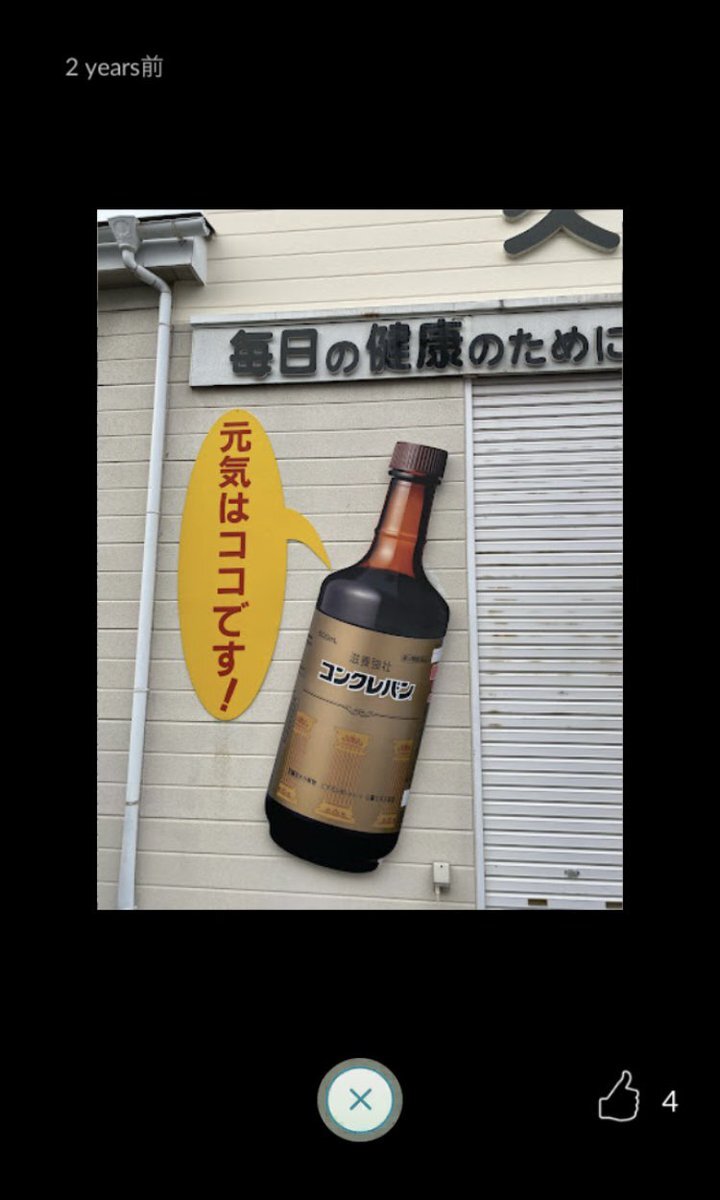 2 years前
毎日の健康のために
元気はココです!
滋養強壮
コンクレバン
4